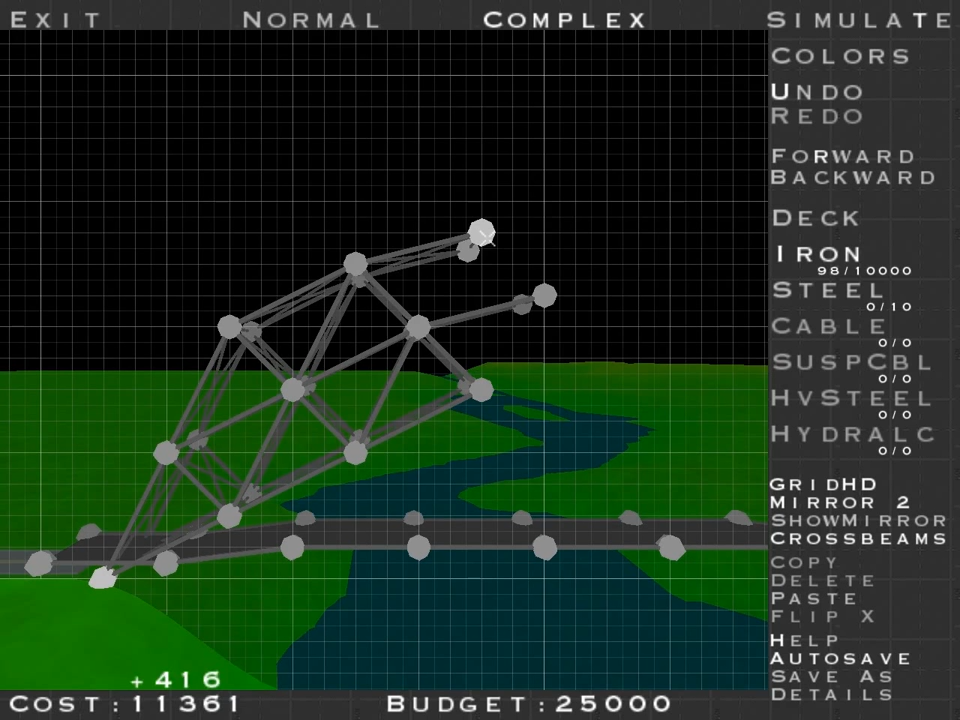 EXIT NORMAL COMPLEX SIMULATE
COLORS
UNDO
REDO
FORWARD
BACKWARD
DECK
IRON
98/10000
STEEL
0/10
CABLE
0/0
SUSPCBL
0/0
HVSTEEL
0/0
HYDRALC
0/0
GRIDHD
MIRROR 2
SHOWMIRROR
CROSSBEAMS
COPY
DELETE
PASTE
FLIP X
HELP
AUTOSAVE
SAVE AS
DETAILS
+416
COST:11361 BUDGET:25000